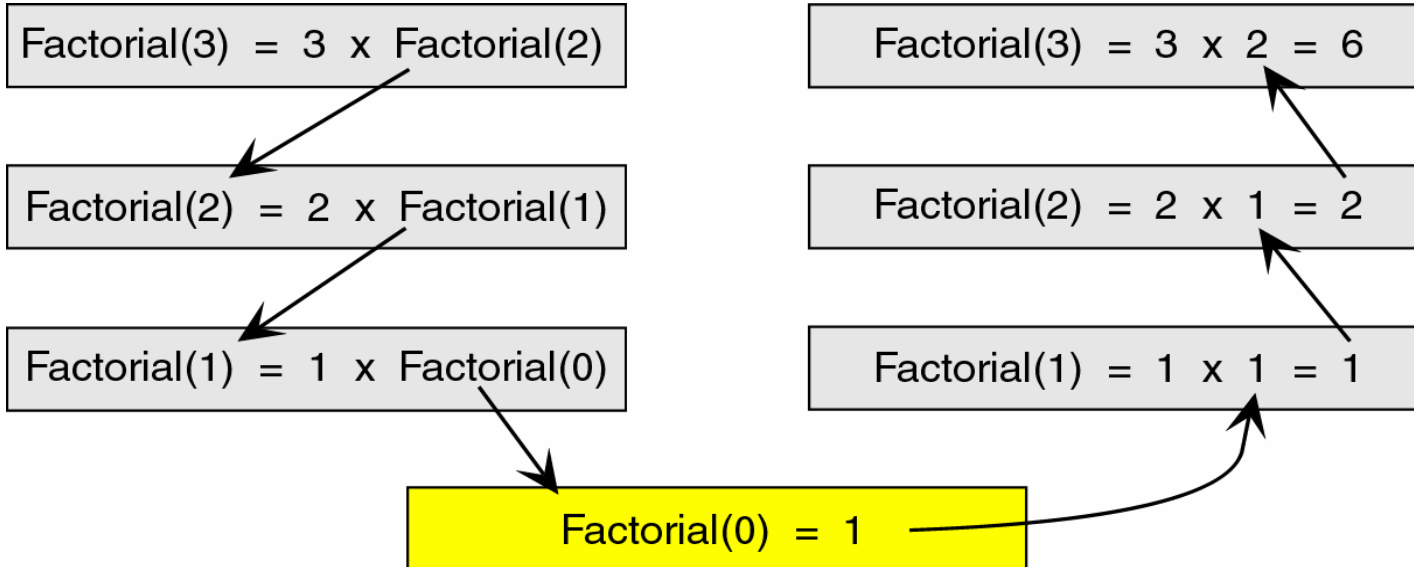 Factorial(3) = 3 x Factorial(2)
Factorial(2) = 2 x Factorial(1)
Factorial(1) = 1 x Factorial(0)
Factorial(0) = 1
Factorial(1) = 1 x 1 = 1
Factorial(2) = 2 x 1 = 2
Factorial(3) = 3 x 2 = 6